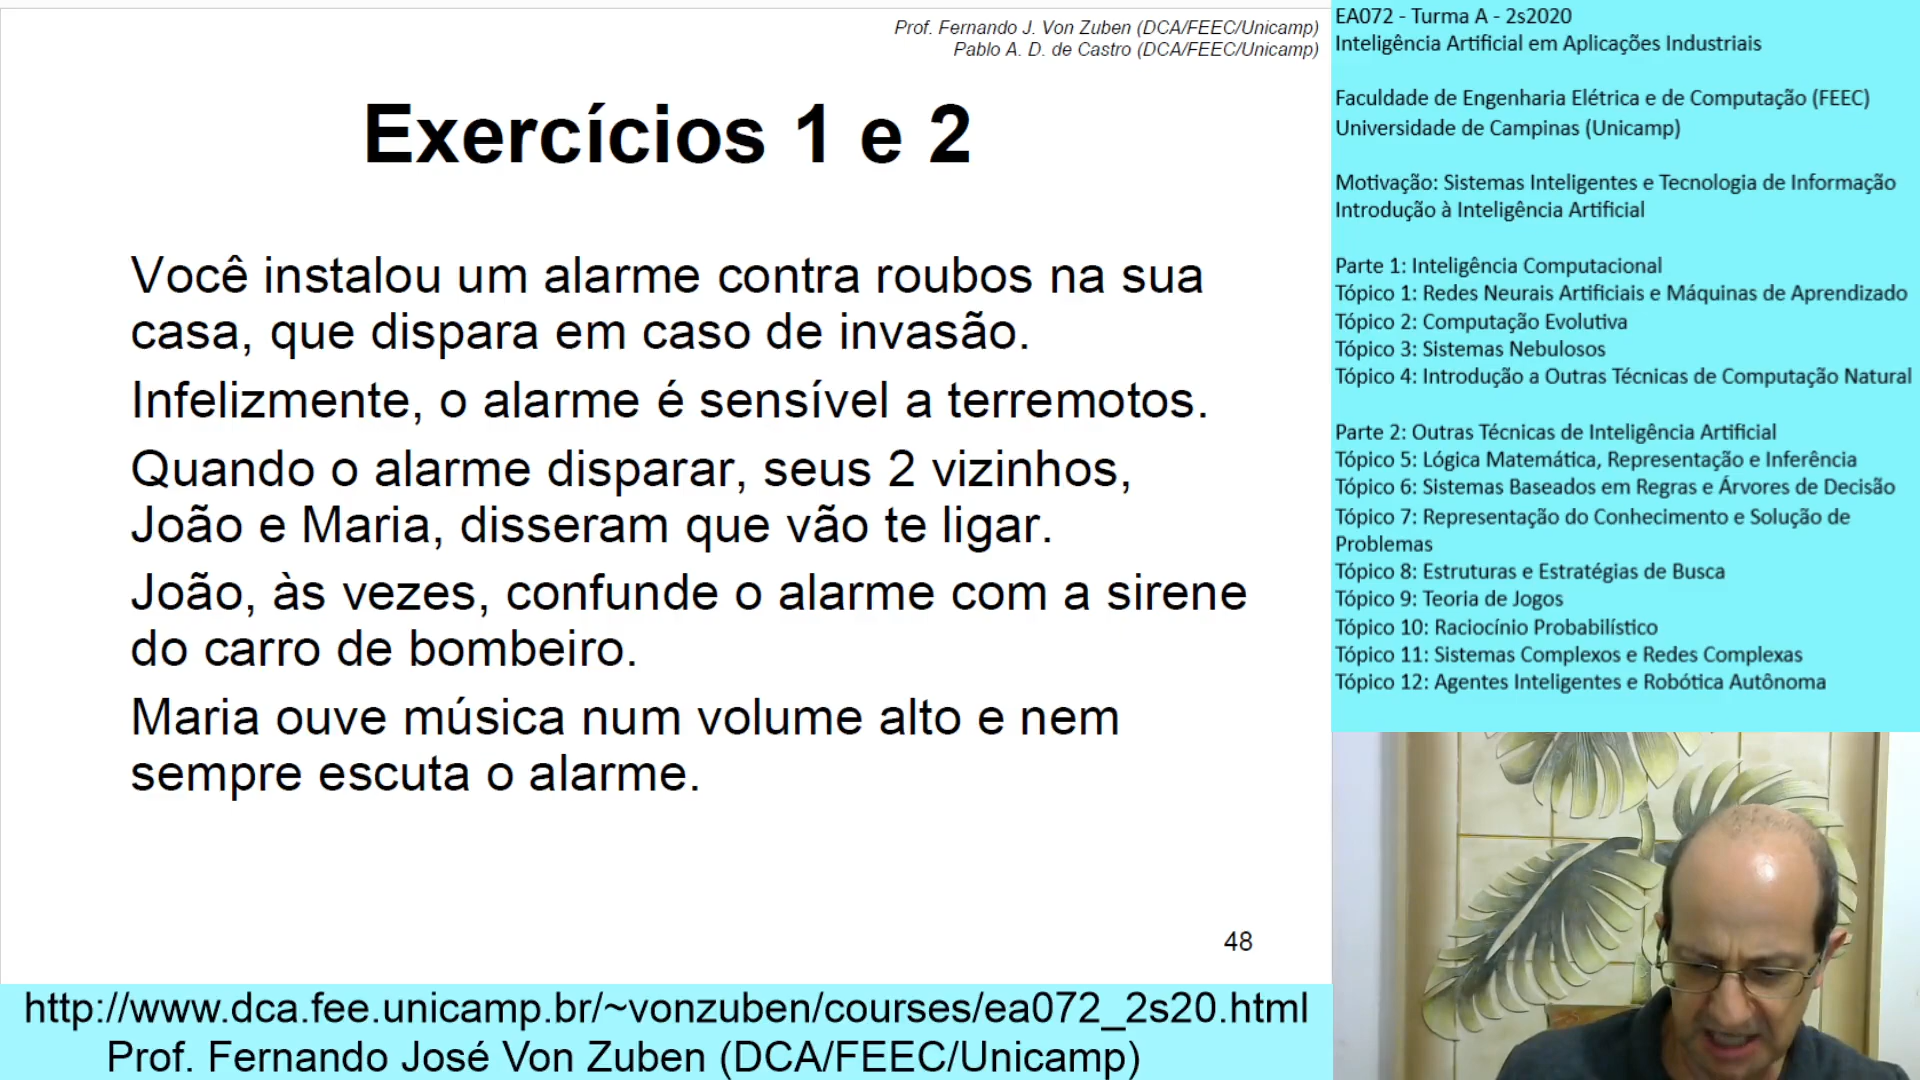 Prof. Fernando J. Von Zuben (DCA/FEEC/Unicamp)
Pablo A. D. de Castro (DCA/FEEC/Unicamp)
Exercícios 1 e 2
Você instalou um alarme contra roubos na sua
casa, que dispara em caso de invasão.
Infelizmente, o alarme é sensível a terremotos.
Quando o alarme disparar, seus 2 vizinhos,
João e Maria, disseram que vão te ligar.
João, às vezes, confunde o alarme com a sirene
do carro de bombeiro.
Maria ouve música num volume alto e nem
sempre escuta o alarme.
48
http://www.dca.fee.unicamp.br/~vonzuben/courses/ea072_2s20.html
Prof. Fernando José Von Zuben (DCA/FEEC/Unicamp)
EA072 - Turma A - 2s2020
Inteligência Artificial em Aplicações Industriais
Faculdade de Engenharia Elétrica e de Computação (FEEC)
Universidade de Campinas (Unicamp)
Motivação: Sistemas Inteligentes e Tecnologia de Informação
Introdução à Inteligência Artificial
Parte 1: Inteligência Computacional
Tópico 1: Redes Neurais Artificiais e Máquinas de Aprendizado
Tópico 2: Computação Evolutiva
Tópico 3: Sistemas Nebulosos
Tópico 4: Introdução a Outras Técnicas de Computação Natural
Parte 2: Outras Técnicas de Inteligência Artificial
Tópico 5: Lógica Matemática, Representação e Inferência
Tópico 6: Sistemas Baseados em Regras e Árvores de Decisão
Tópico 7: Representação do Conhecimento e Solução de
Problemas
Tópico 8: Estruturas e Estratégias de Busca
Tópico 9: Teoria de Jogos
Tópico 10: Raciocínio Probabilístico
Tópico 11: Sistemas Complexos e Redes Complexas
Tópico 12: Agentes Inteligentes e Robótica Autônoma